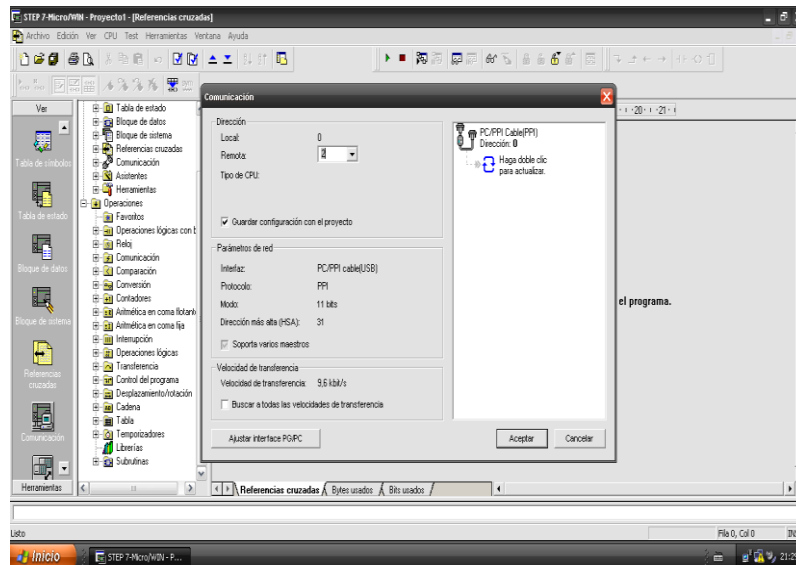 STEP 7-Micro/WIN - Proyecto1 - [Referencias cruzadas]
Archivo Edición Ver CPU Test Herramientas Ventana Ayuda
Ver
Tabla de símbolos
Tabla de estado
Bloque de datos
Bloque de sistema
Referencias cruzadas
Comunicación
Herramientas
Tabla de estado
Bloque de datos
Bloque de sistema
Referencias cruzadas
Comunicación
Asistentes
Herramientas
Operaciones
Favoritos
Operaciones lógicas con b
Reloj
Comunicación
Comparación
Conversión
Contadores
Aritmética en coma flotante
Aritmética en coma fija
Interrupción
Operaciones lógicas
Transferencia
Control del programa
Desplazamiento/rotación
Cadena
Tabla
Temporizadores
Librerías
Subrutinas
Comunicación
Dirección
Local: 0
Remota: 2
Tipo de CPU:
Guardar configuración con el proyecto
Parámetros de red
Interfaz: PC/PPI cable(USB)
Protocolo: PPI
Modo: 11 bits
Dirección más alta (HSA): 31
Soporta varios maestros
Velocidad de transferencia
Velocidad de transferencia: 9,6 kbit/s
Buscar a todas las velocidades de transferencia
Ajustar interface PG/PC
PC/PPI Cable(PPI)
Dirección: 0
Haga doble clic
para actualizar.
Aceptar Cancelar
20 21
el programa.
Referencias cruzadas Bytes usados Bits usados
Listo
Fila 0, Col 0
Inicio
STEP 7-Micro/WIN - P...